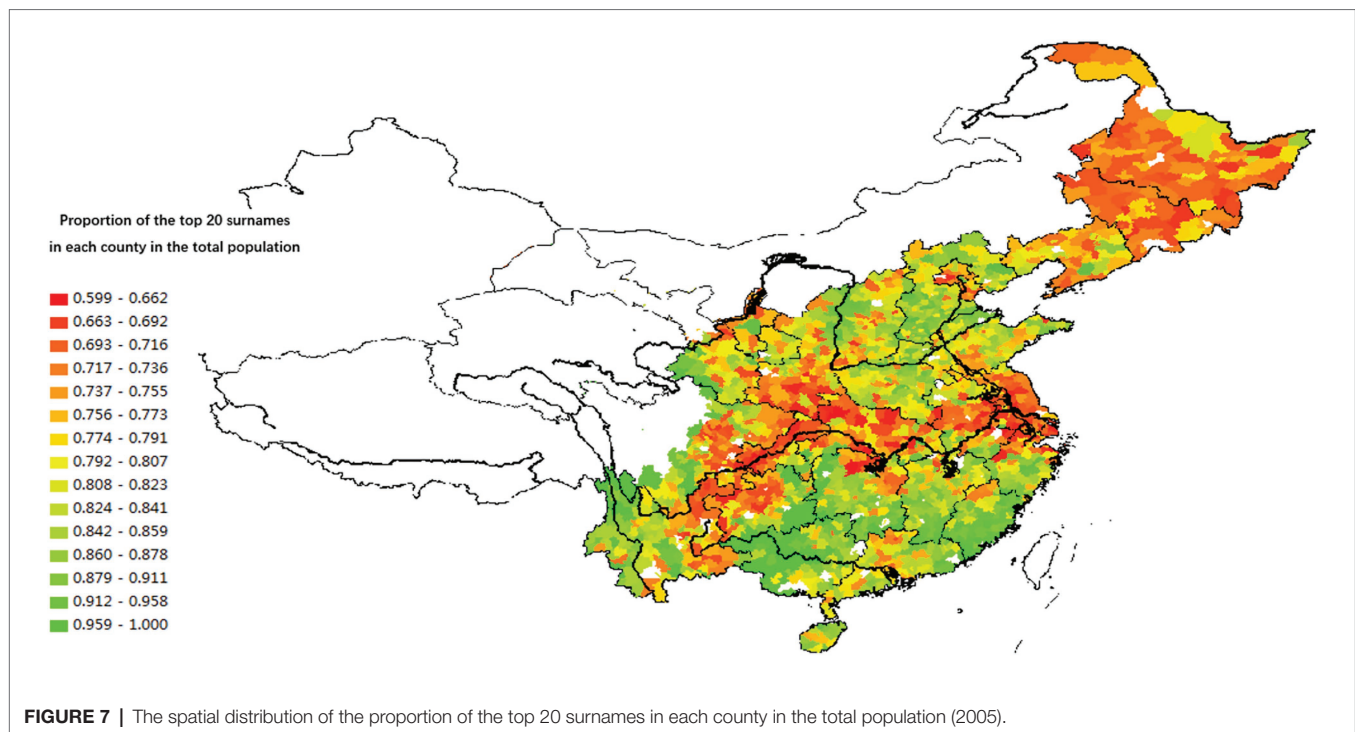 Proportion of the top 20 surnames
in each county in the total population
0.599 - 0.662
0.663 - 0.692
0.693 - 0.716
0.717 - 0.736
0.737 - 0.755
0.756 - 0.773
0.774 - 0.791
0.792 - 0.807
0.808 - 0.823
0.824 - 0.841
0.842 - 0.859
0.860 - 0.878
0.879 - 0.911
0.912 - 0.958
0.959 - 1.000
FIGURE 7 | The spatial distribution of the proportion of the top 20 surnames in each county in the total population (2005).